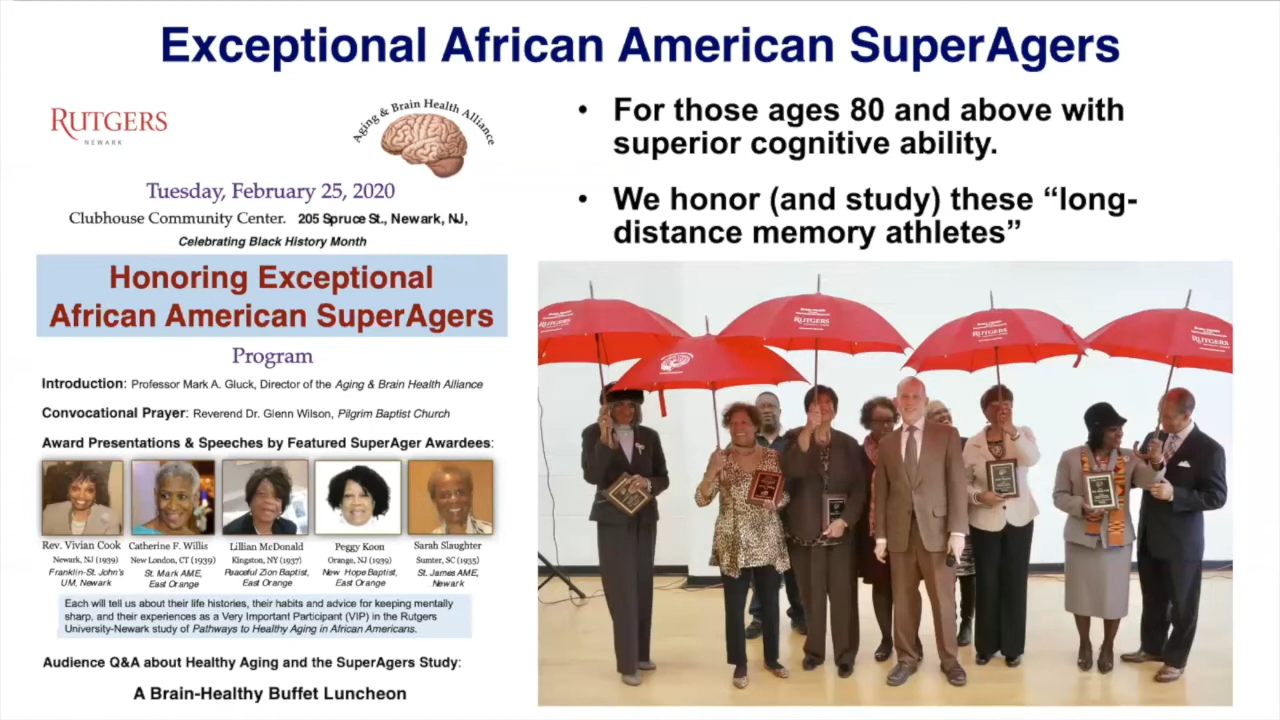 Exceptional African American SuperAgers
RUTGERS
NEWARK
Aging & Brain Health Alliance
Tuesday, February 25, 2020
Clubhouse Community Center. 205 Spruce St., Newark, NJ,
Celebrating Black History Month
Honoring Exceptional
African American SuperAgers
Program
Introduction: Professor Mark A. Gluck, Director of the Aging & Brain Health Alliance
Convocational Prayer: Reverend Dr. Glenn Wilson, Pilgrim Baptist Church
Award Presentations & Speeches by Featured SuperAger Awardees:
Rev. Vivian Cook
Newark, NJ (1939)
Franklin-St. John's
UM, Newark
Catherine F. Willis
New London, CT (1939)
St. Mark AME,
East Orange
Lillian McDonald
Kingston, NY (1937)
Peaceful Zion Baptist,
East Orange
Peggy Koon
Orange, NJ (1939)
New Hope Baptist,
East Orange
Sarah Slaughter
Sumter, SC (1935)
St. James AME,
Newark
Each will tell us about their life histories, their habits and advice for keeping mentally
sharp, and their experiences as a Very Important Participant (VIP) in the Rutgers
University-Newark study of Pathways to Healthy Aging in African Americans.
Audience Q&A about Healthy Aging and the SuperAgers Study:
A Brain-Healthy Buffet Luncheon
• For those ages 80 and above with
superior cognitive ability.
• We honor (and study) these “long-
distance memory athletes”
RUTGERS
RUTGERS
RUTGERS
RUTGERS